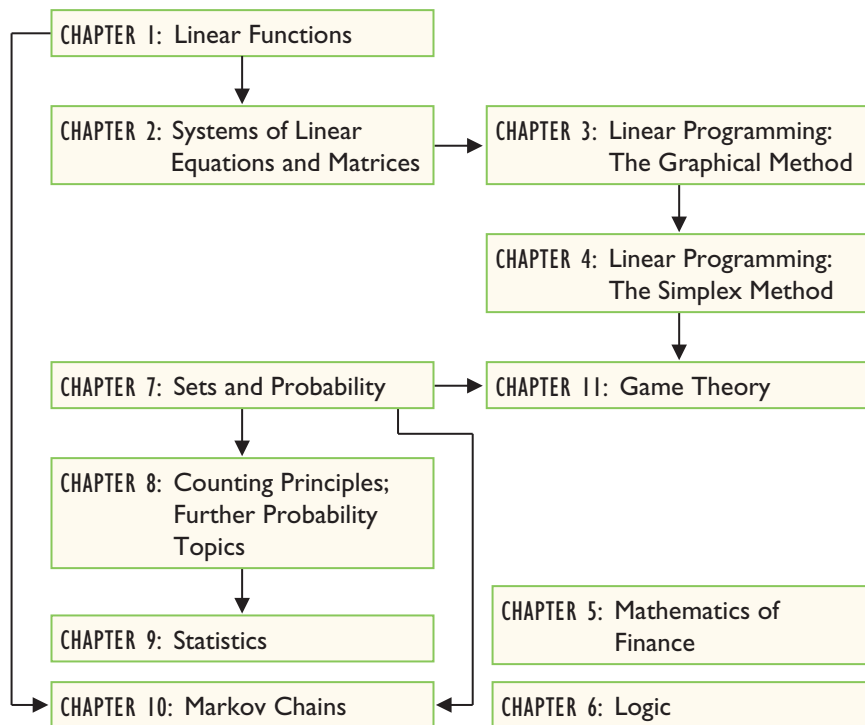 CHAPTER 1: Linear Functions
CHAPTER 2: Systems of Linear
Equations and Matrices
CHAPTER 3: Linear Programming:
The Graphical Method
CHAPTER 4: Linear Programming:
The Simplex Method
CHAPTER 7: Sets and Probability
CHAPTER 11: Game Theory
CHAPTER 8: Counting Principles;
Further Probability
Topics
CHAPTER 9: Statistics
CHAPTER 5: Mathematics of
Finance
CHAPTER 10: Markov Chains
CHAPTER 6: Logic